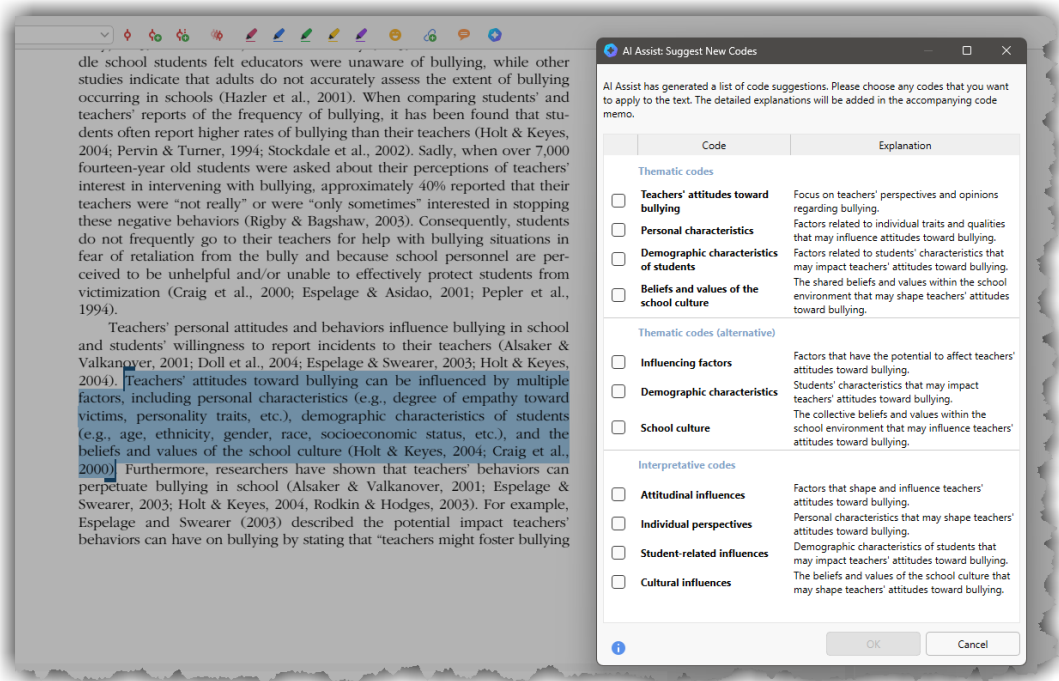 dle school students felt educators were unaware of bullying, while other
studies indicate that adults do not accurately assess the extent of bullying
occurring in schools (Hazler et al., 2001). When comparing students' and
teachers' reports of the frequency of bullying, it has been found that stu-
dents often report higher rates of bullying than their teachers (Holt & Keyes,
2004; Pervin & Turner, 1994; Stockdale et al., 2002). Sadly, when over 7,000
fourteen-year old students were asked about their perceptions of teachers'
interest in intervening with bullying, approximately 40% reported that their
teachers were “not really” or were “only sometimes” interested in stopping
these negative behaviors (Rigby & Bagshaw, 2003). Consequently, students
do not frequently go to their teachers for help with bullying situations in
fear of retaliation from the bully and because school personnel are per-
ceived to be unhelpful and/or unable to effectively protect students from
victimization (Craig et al., 2000; Espelage & Asidao, 2001; Pepler et al.,
1994).
Teachers' personal attitudes and behaviors influence bullying in school
and students' willingness to report incidents to their teachers (Alsaker &
Valkanover, 2001; Doll et al., 2004; Espelage & Swearer, 2003; Holt & Keyes,
2004). Teachers' attitudes toward bullying can be influenced by multiple
factors, including personal characteristics (e.g., degree of empathy toward
victims, personality traits, etc.), demographic characteristics of students
(e.g., age, ethnicity, gender, race, socioeconomic status, etc.), and the
beliefs and values of the school culture (Holt & Keyes, 2004; Craig et al.,
2000). Furthermore, researchers have shown that teachers' behaviors can
perpetuate bullying in school (Alsaker & Valkanover, 2001; Espelage &
Swearer, 2003; Holt & Keyes, 2004, Rodkin & Hodges, 2003). For example,
Espelage and Swearer (2003) described the potential impact teachers'
behaviors can have on bullying by stating that “teachers might foster bullying
AI Assist: Suggest New Codes
AI Assist has generated a list of code suggestions. Please choose any codes that you want
to apply to the text. The detailed explanations will be added in the accompanying code
memo.
Code Explanation
Thematic codes
Teachers' attitudes toward
bullying
Focus on teachers' perspectives and opinions
regarding bullying.
Personal characteristics
Factors related to individual traits and qualities
that may influence attitudes toward bullying.
Demographic characteristics
of students
Factors related to students' characteristics that
may impact teachers' attitudes toward bullying.
Beliefs and values of the
school culture
The shared beliefs and values within the school
environment that may shape teachers' attitudes
toward bullying.
Thematic codes (alternative)
Influencing factors
Factors that have the potential to affect teachers'
attitudes toward bullying.
Demographic characteristics
Students' characteristics that may impact
teachers' attitudes toward bullying.
School culture
The collective beliefs and values within the
school environment that may influence teachers'
attitudes toward bullying.
Interpretative codes
Attitudinal influences
Factors that shape and influence teachers'
attitudes toward bullying.
Individual perspectives
Personal characteristics that may shape teachers'
attitudes toward bullying.
Student-related influences
Demographic characteristics of students that
may impact teachers' attitudes toward bullying.
Cultural influences
The beliefs and values of the school culture that
may shape teachers' attitudes toward bullying.
OK Cancel